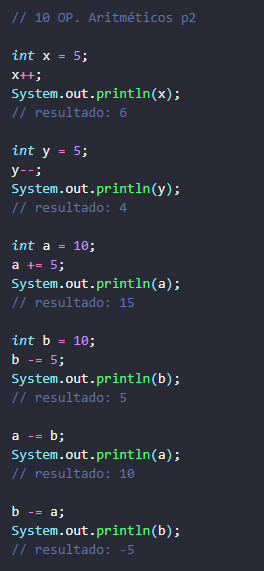 // 10 OP. Aritméticos p2
int x = 5;
x++;
System.out.println(x);
// resultado: 6
int y = 5;
y--;
System.out.println(y);
// resultado: 4
int a = 10;
a += 5;
System.out.println(a);
// resultado: 15
int b = 10;
b -= 5;
System.out.println(b);
// resultado: 5
a -= b;
System.out.println(a);
// resultado: 10
b -= a;
System.out.println(b);
// resultado: -5